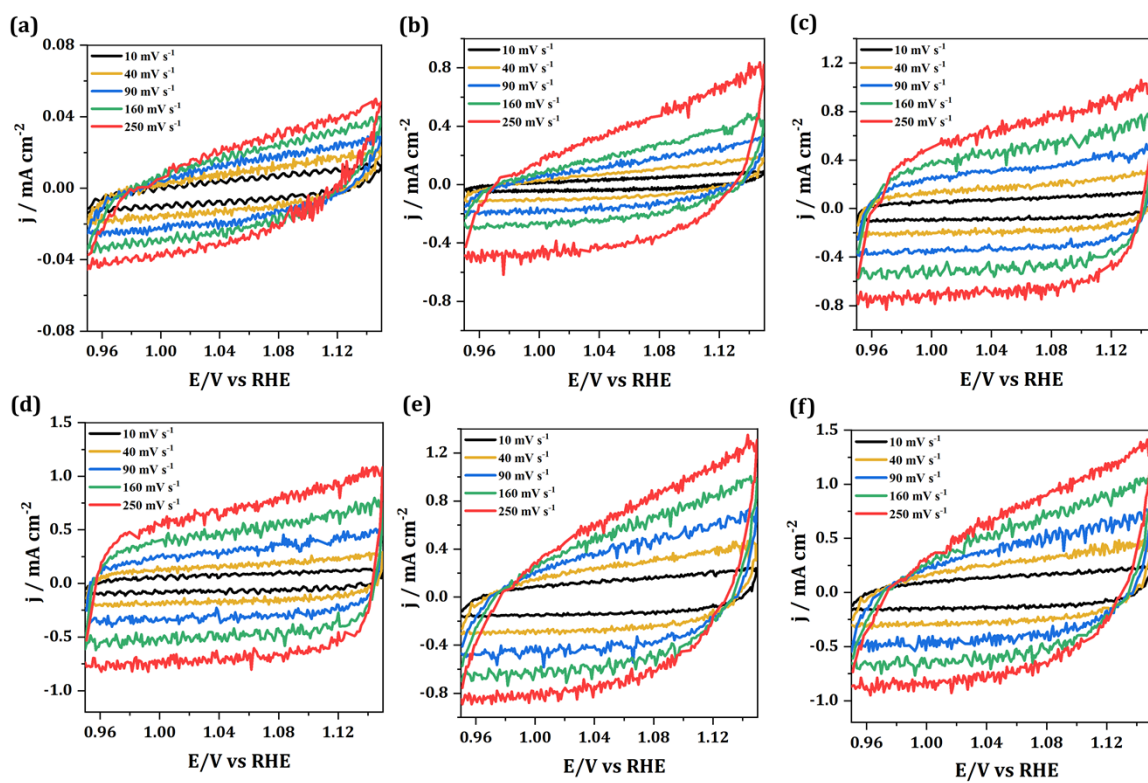 (a)
0.08
0.04
0.00
-0.04
-0.08
j / mA cm⁻²
10 mV s⁻¹
40 mV s⁻¹
90 mV s⁻¹
160 mV s⁻¹
250 mV s⁻¹
0.96 1.00 1.04 1.08 1.12
E/V vs RHE
(b)
0.8
0.4
0.0
-0.4
-0.8
j / mA cm⁻²
10 mV s⁻¹
40 mV s⁻¹
90 mV s⁻¹
160 mV s⁻¹
250 mV s⁻¹
0.96 1.00 1.04 1.08 1.12
E/V vs RHE
(c)
1.2
0.8
0.4
0.0
-0.4
-0.8
j / mA cm⁻²
10 mV s⁻¹
40 mV s⁻¹
90 mV s⁻¹
160 mV s⁻¹
250 mV s⁻¹
0.96 1.00 1.04 1.08 1.12
E/V vs RHE
(d)
1.5
1.0
0.5
0.0
-0.5
-1.0
j / mA cm⁻²
10 mV s⁻¹
40 mV s⁻¹
90 mV s⁻¹
160 mV s⁻¹
250 mV s⁻¹
0.96 1.00 1.04 1.08 1.12
E/V vs RHE
(e)
1.2
0.8
0.4
0.0
-0.4
-0.8
j / mA cm⁻²
10 mV s⁻¹
40 mV s⁻¹
90 mV s⁻¹
160 mV s⁻¹
250 mV s⁻¹
0.96 1.00 1.04 1.08 1.12
E/V vs RHE
(f)
1.5
1.0
0.5
0.0
-0.5
-1.0
j / mA cm⁻²
10 mV s⁻¹
40 mV s⁻¹
90 mV s⁻¹
160 mV s⁻¹
250 mV s⁻¹
0.96 1.00 1.04 1.08 1.12
E/V vs RHE